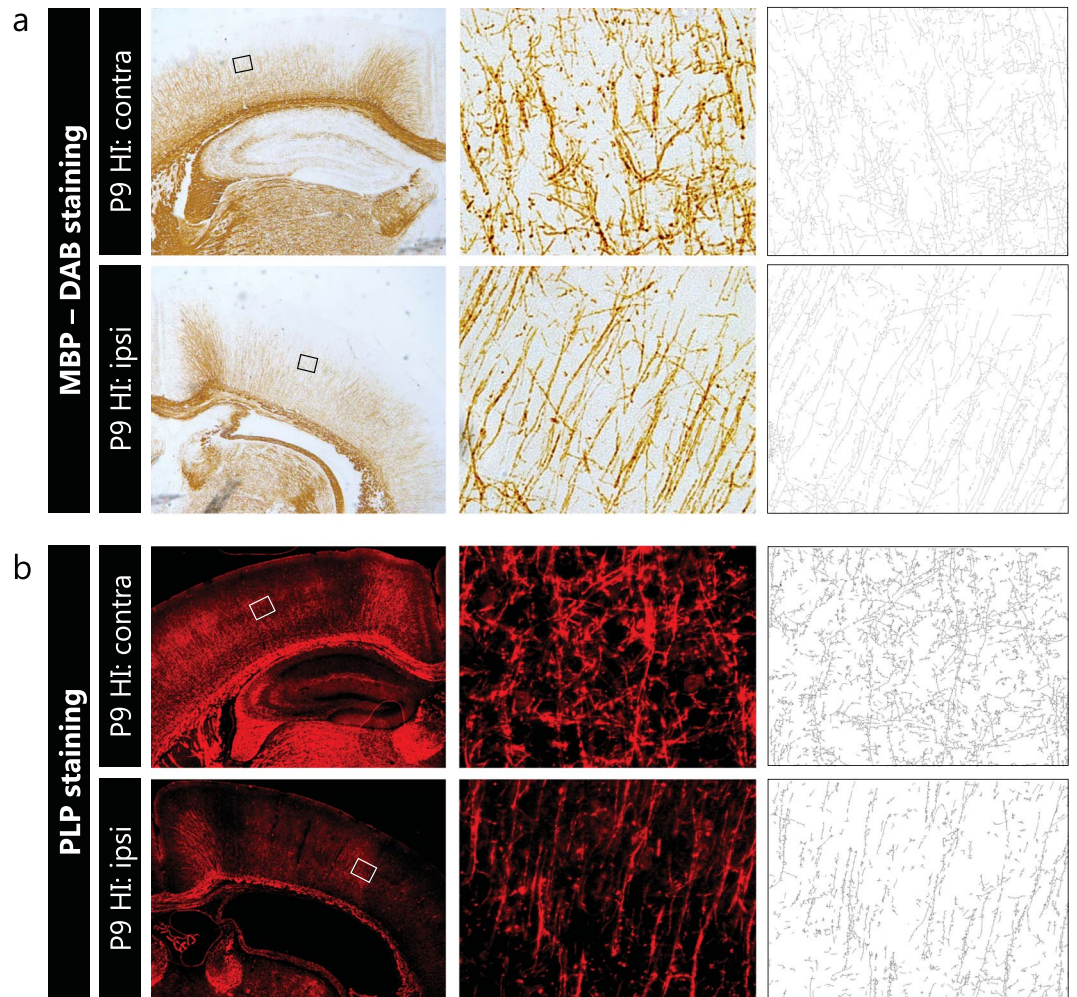 a
MBP – DAB staining
P9 HI: contra
P9 HI: ipsi
b
PLP staining
P9 HI: contra
P9 HI: ipsi